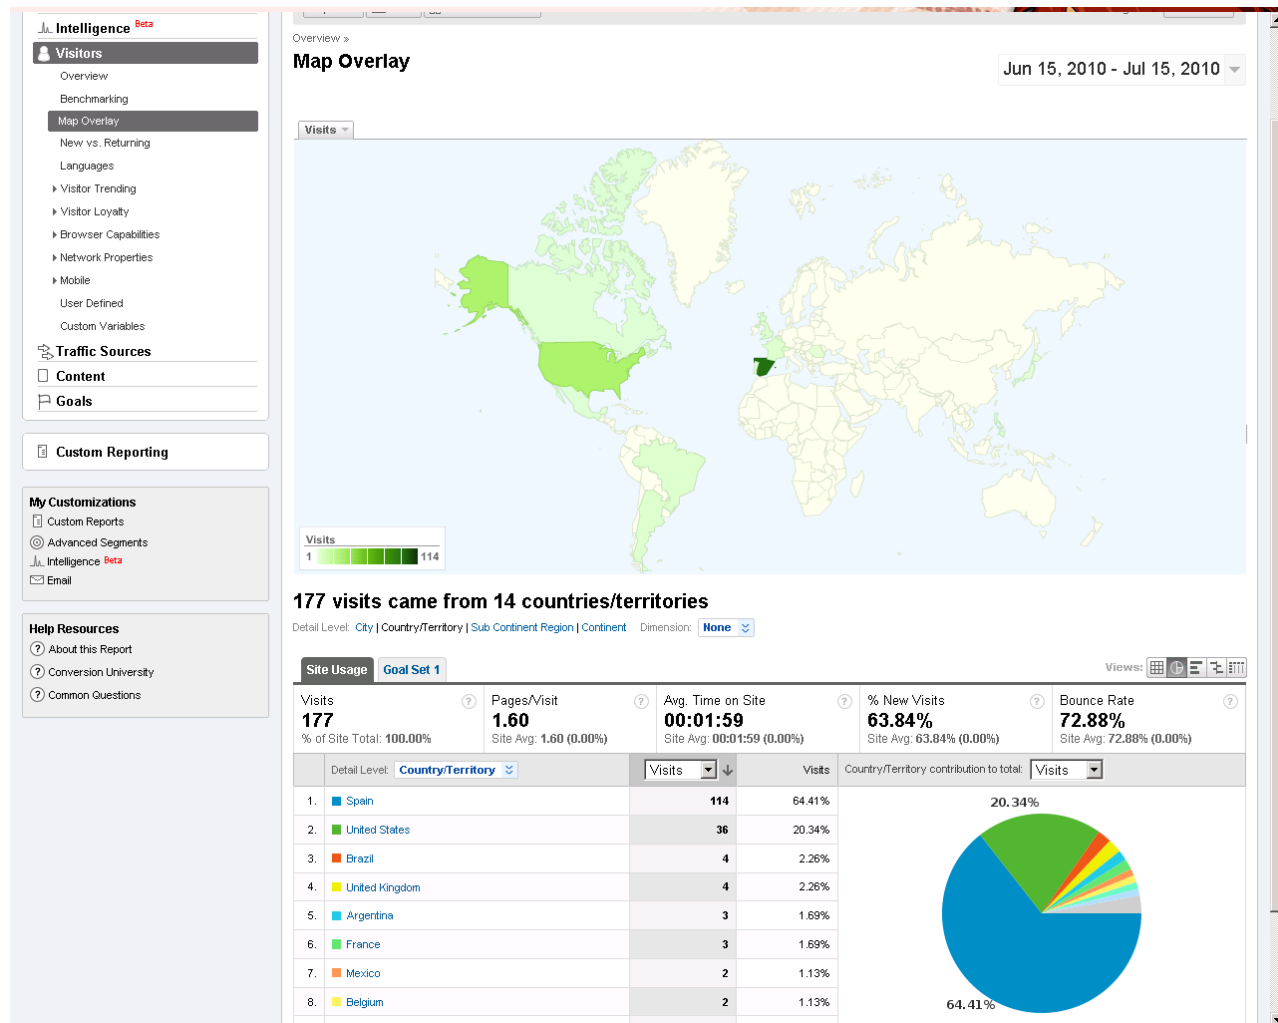 Intelligence Beta
Visitors
Overview
Benchmarking
Map Overlay
New vs. Returning
Languages
Visitor Trending
Visitor Loyalty
Browser Capabilities
Network Properties
Mobile
User Defined
Custom Variables
Traffic Sources
Content
Goals
Custom Reporting
My Customizations
Custom Reports
Advanced Segments
Intelligence Beta
Email
Help Resources
? About this Report
? Conversion University
? Common Questions
Overview »
Map Overlay
Jun 15, 2010 - Jul 15, 2010
Visits
Visits
1 114
177 visits came from 14 countries/territories
Detail Level: City | Country/Territory | Sub Continent Region | Continent Dimension: None
Site Usage Goal Set 1 Views:
Visits ? Pages/Visit ? Avg. Time on Site ? % New Visits ? Bounce Rate ?
177 1.60 00:01:59 63.84% 72.88%
% of Site Total: 100.00% Site Avg: 1.60 (0.00%) Site Avg: 00:01:59 (0.00%) Site Avg: 63.84% (0.00%) Site Avg: 72.88% (0.00%)
Detail Level: Country/Territory Visits Visits Country/Territory contribution to total: Visits
1. Spain 114 64.41%
2. United States 36 20.34%
3. Brazil 4 2.26%
4. United Kingdom 4 2.26%
5. Argentina 3 1.69%
6. France 3 1.69%
7. Mexico 2 1.13%
8. Belgium 2 1.13%
20.34%
64.41%